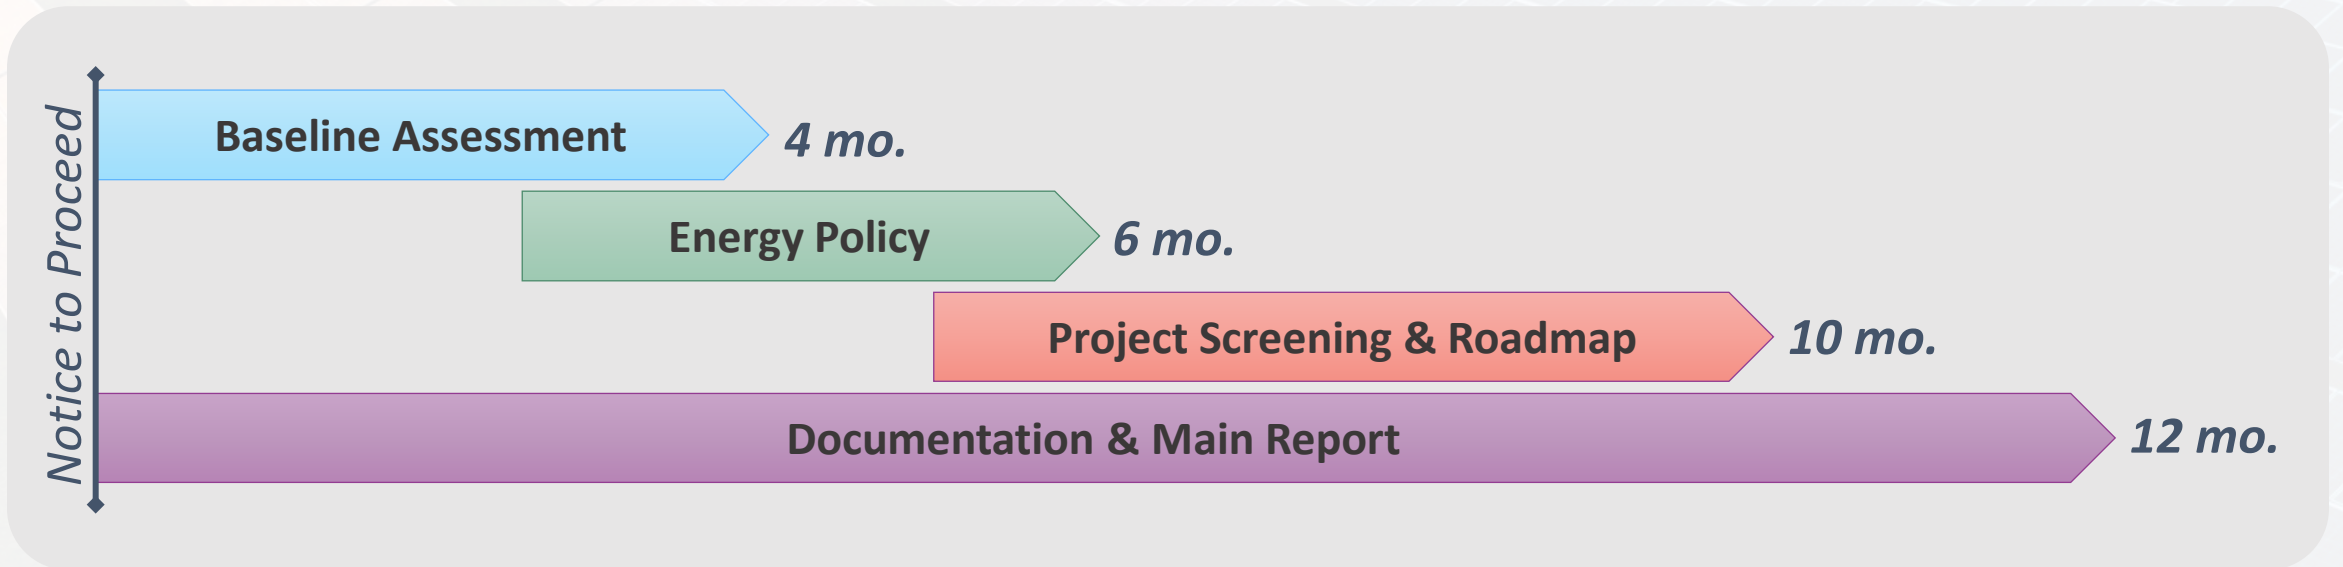 Notice to Proceed
Baseline Assessment
4 mo.
Energy Policy
6 mo.
Project Screening & Roadmap
10 mo.
Documentation & Main Report
12 mo.